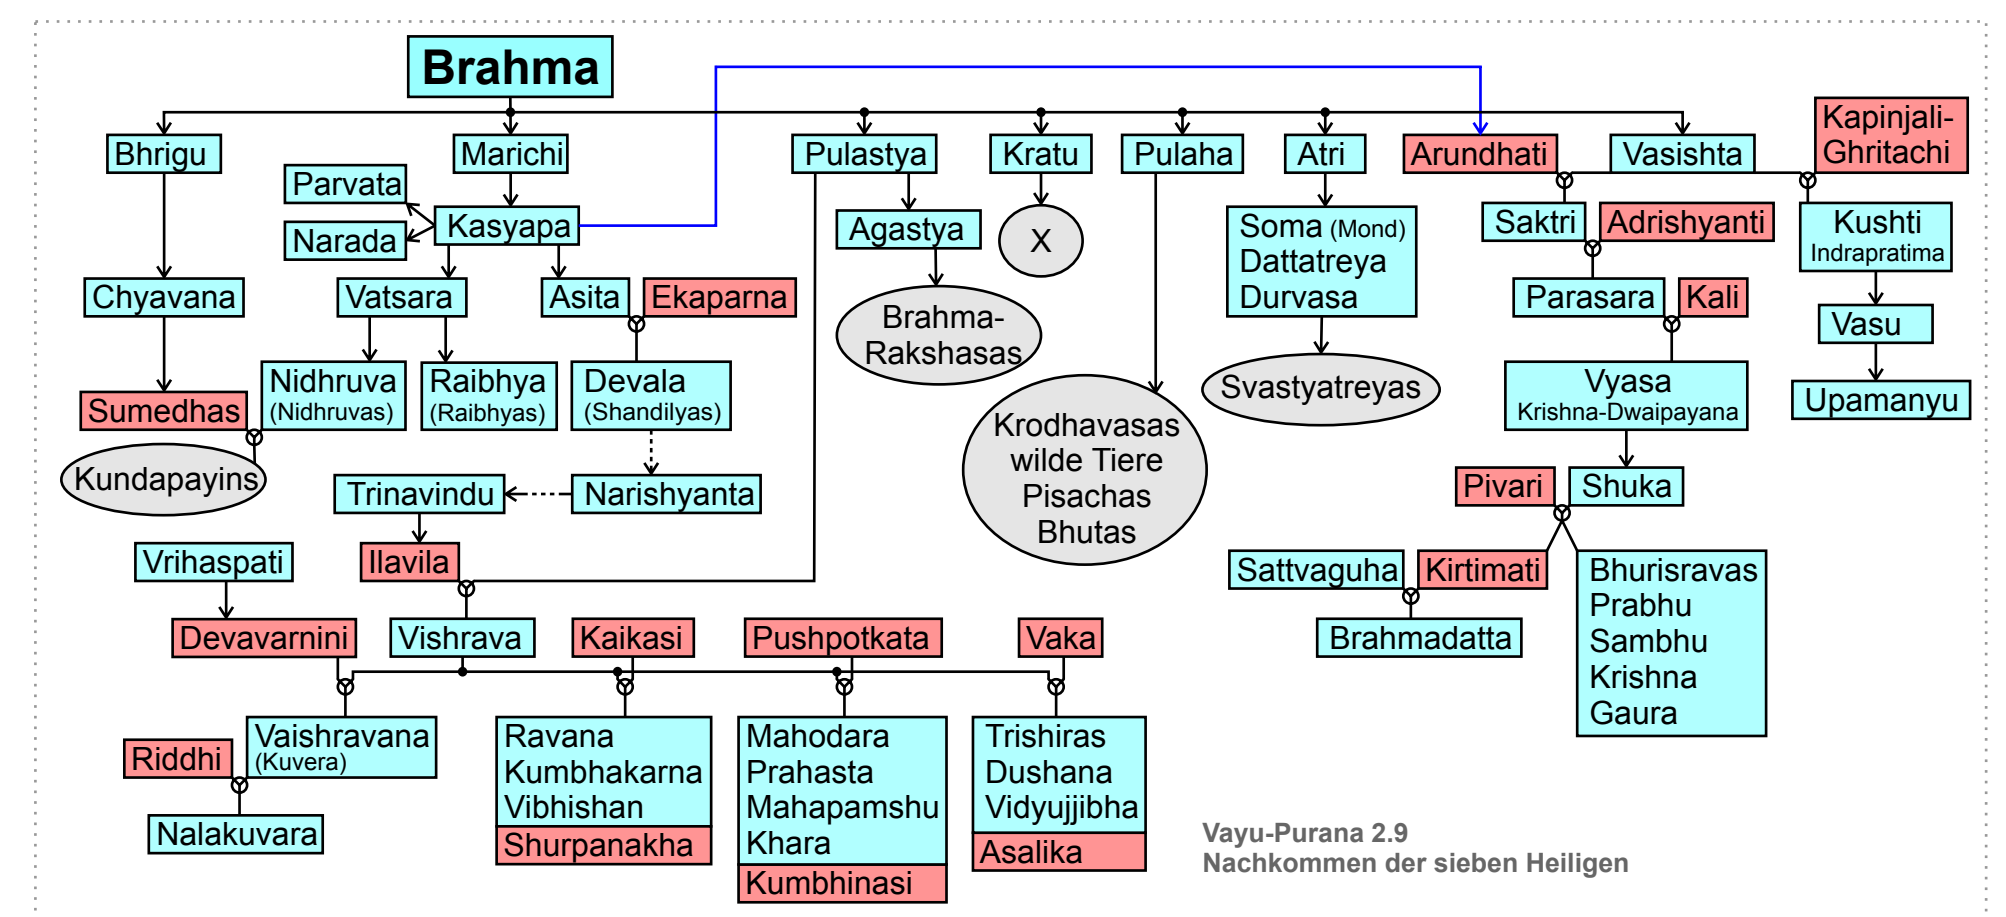 Brahma
Kapinjali-
Ghritachi
Bhrigu
Marichi
Pulastya
Kratu
Pulaha
Atri
Arundhati
Vasishta
Parvata
Narada
Kasyapa
Agastya
X
Soma (Mond)
Dattatreya
Durvasa
Saktri
Adrishyanti
Kushti
Indrapratima
Chyavana
Vatsara
Asita
Ekaparna
Brahma-
Rakshasas
Parasara
Kali
Vasu
Sumedhas
Nidhruva
(Nidhruvas)
Raibhya
(Raibhyas)
Devala
(Shandilyas)
Svastyatreyas
Vyasa
Krishna-Dwaipayana
Upamanyu
Kundapayins
Trinavindu
Narishyanta
Krodhavasas
wilde Tiere
Pisachas
Bhutas
Pivari
Shuka
Vrihaspati
Ilavila
Sattvaguha
Kirtimati
Bhurisravas
Prabhu
Sambhu
Krishna
Gaura
Devavarnini
Vishrava
Kaikasi
Pushpotkata
Vaka
Brahmadatta
Riddhi
Vaishravana
(Kuvera)
Ravana
Kumbhakarna
Vibhishan
Shurpanakha
Mahodara
Prahasta
Mahapamshu
Khara
Kumbhinasi
Trishiras
Dushana
Vidyujjibha
Asalika
Nalakuvara
Vayu-Purana 2.9
Nachkommen der sieben Heiligen